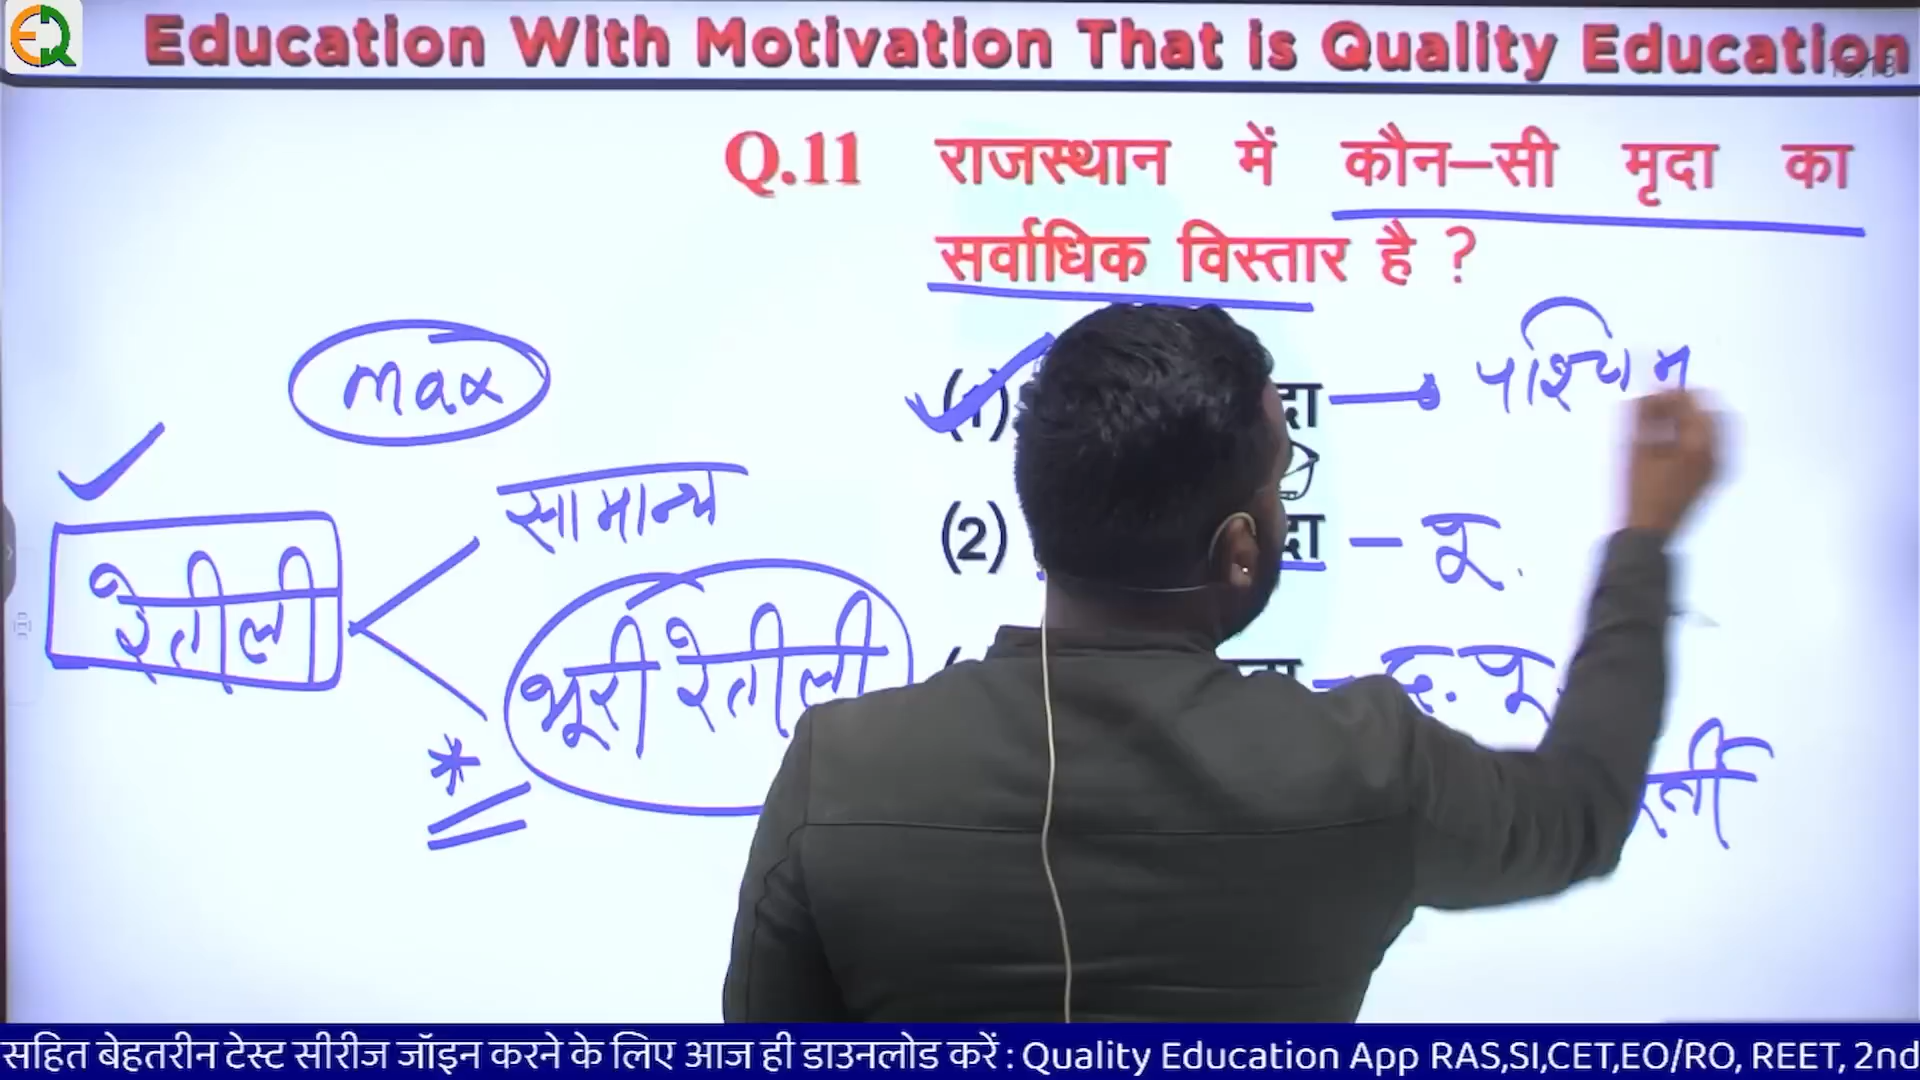 Education With Motivation That is Quality Education
Q.11 राजस्थान में कौन–सी मृदा का
सर्वाधिक विस्तार है ?
max
(1) पश्चिम
सामान्य
(2) – पू.
रेतीली
भूरी रेतीली
द. पू.
सहित बेहतरीन टेस्ट सीरीज जॉइन करने के लिए आज ही डाउनलोड करें : Quality Education App RAS,SI,CET,EO/RO, REET, 2nd